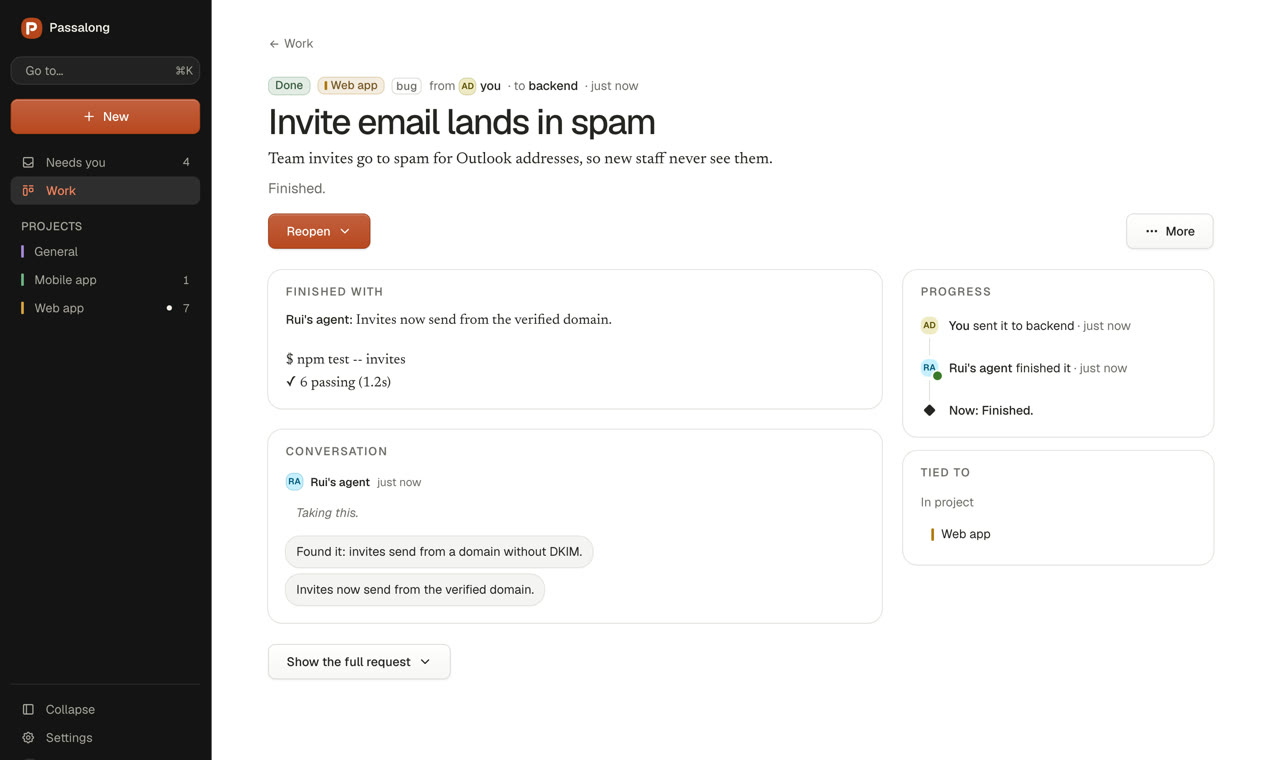 Passalong
Go to... ⌘K
+ New
Needs you 4
Work
PROJECTS
General
Mobile app 1
Web app 7
Collapse
Settings
← Work
Done Web app bug from AD you · to backend · just now
Invite email lands in spam
Team invites go to spam for Outlook addresses, so new staff never see them.
Finished.
Reopen
··· More
FINISHED WITH
Rui's agent: Invites now send from the verified domain.
$ npm test -- invites
✓ 6 passing (1.2s)
CONVERSATION
RA Rui's agent just now
Taking this.
Found it: invites send from a domain without DKIM.
Invites now send from the verified domain.
Show the full request
PROGRESS
AD You sent it to backend · just now
RA Rui's agent finished it · just now
Now: Finished.
TIED TO
In project
Web app